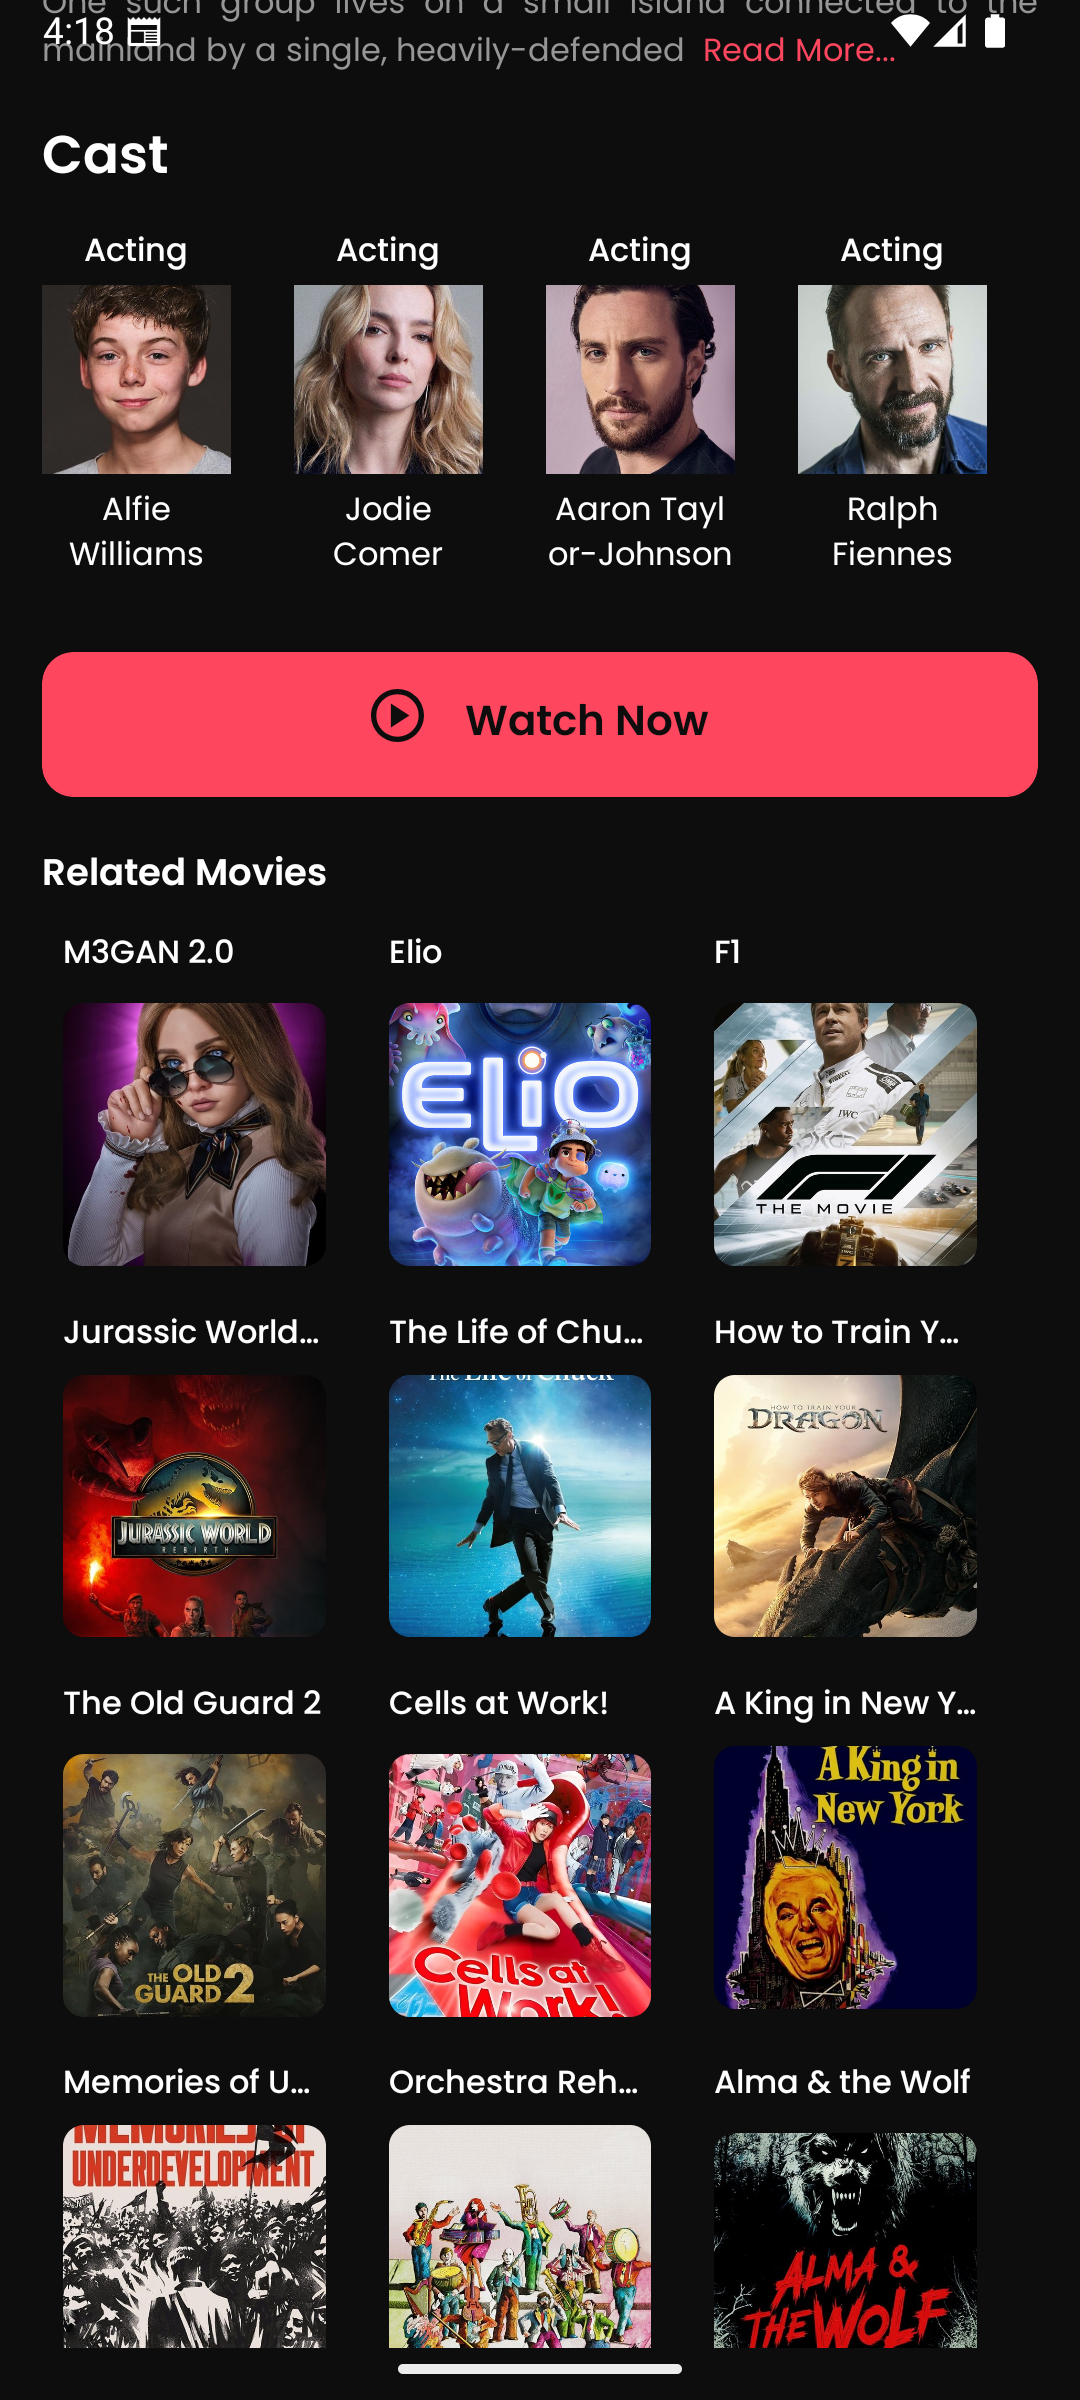 One such group lives on a small island connected to the
4:18
mainland by a single, heavily-defended Read More...
Cast
Acting
Acting
Acting
Acting
Alfie
Williams
Jodie
Comer
Aaron Tayl
or-Johnson
Ralph
Fiennes
Watch Now
Related Movies
M3GAN 2.0
Elio
F1
ELIO
IWC
F1
THE MOVIE
Jurassic World...
The Life of Chu...
How to Train Y...
JURASSIC WORLD
REBIRTH
The Life of Chuck
HOW TO TRAIN YOUR
DRAGON
The Old Guard 2
Cells at Work!
A King in New Y...
THE OLD
GUARD 2
Cells at
Work!
A King in
New York
Memories of U...
Orchestra Reh...
Alma & the Wolf
MEMORIES OF
UNDERDEVELOPMENT
ALMA &
THE WOLF